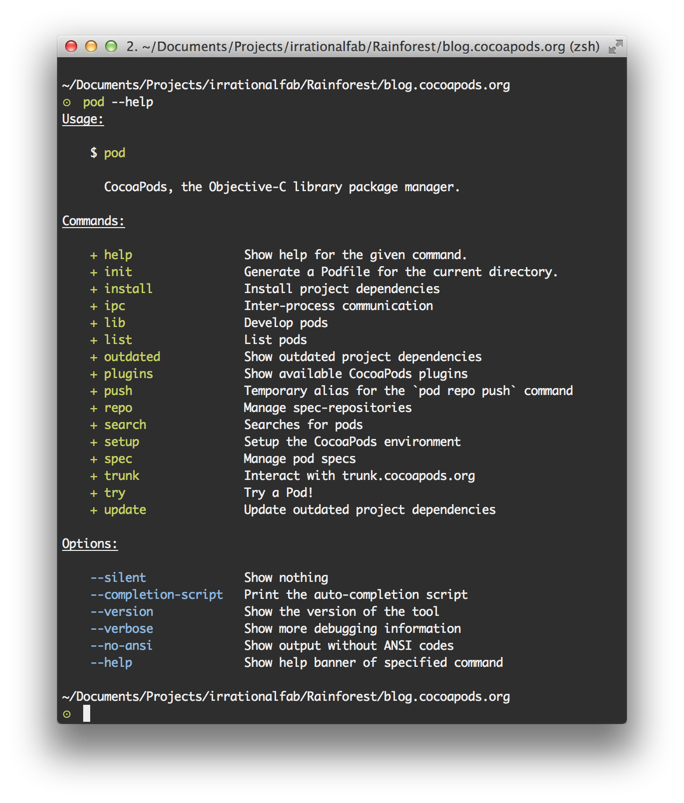 2. ~/Documents/Projects/irrationalfab/Rainforest/blog.cocoapods.org (zsh)
~/Documents/Projects/irrationalfab/Rainforest/blog.cocoapods.org
⊙ pod --help
Usage:
$ pod
CocoaPods, the Objective-C library package manager.
Commands:
+ help Show help for the given command.
+ init Generate a Podfile for the current directory.
+ install Install project dependencies
+ ipc Inter-process communication
+ lib Develop pods
+ list List pods
+ outdated Show outdated project dependencies
+ plugins Show available CocoaPods plugins
+ push Temporary alias for the `pod repo push` command
+ repo Manage spec-repositories
+ search Searches for pods
+ setup Setup the CocoaPods environment
+ spec Manage pod specs
+ trunk Interact with trunk.cocoapods.org
+ try Try a Pod!
+ update Update outdated project dependencies
Options:
--silent Show nothing
--completion-script Print the auto-completion script
--version Show the version of the tool
--verbose Show more debugging information
--no-ansi Show output without ANSI codes
--help Show help banner of specified command
~/Documents/Projects/irrationalfab/Rainforest/blog.cocoapods.org
⊙